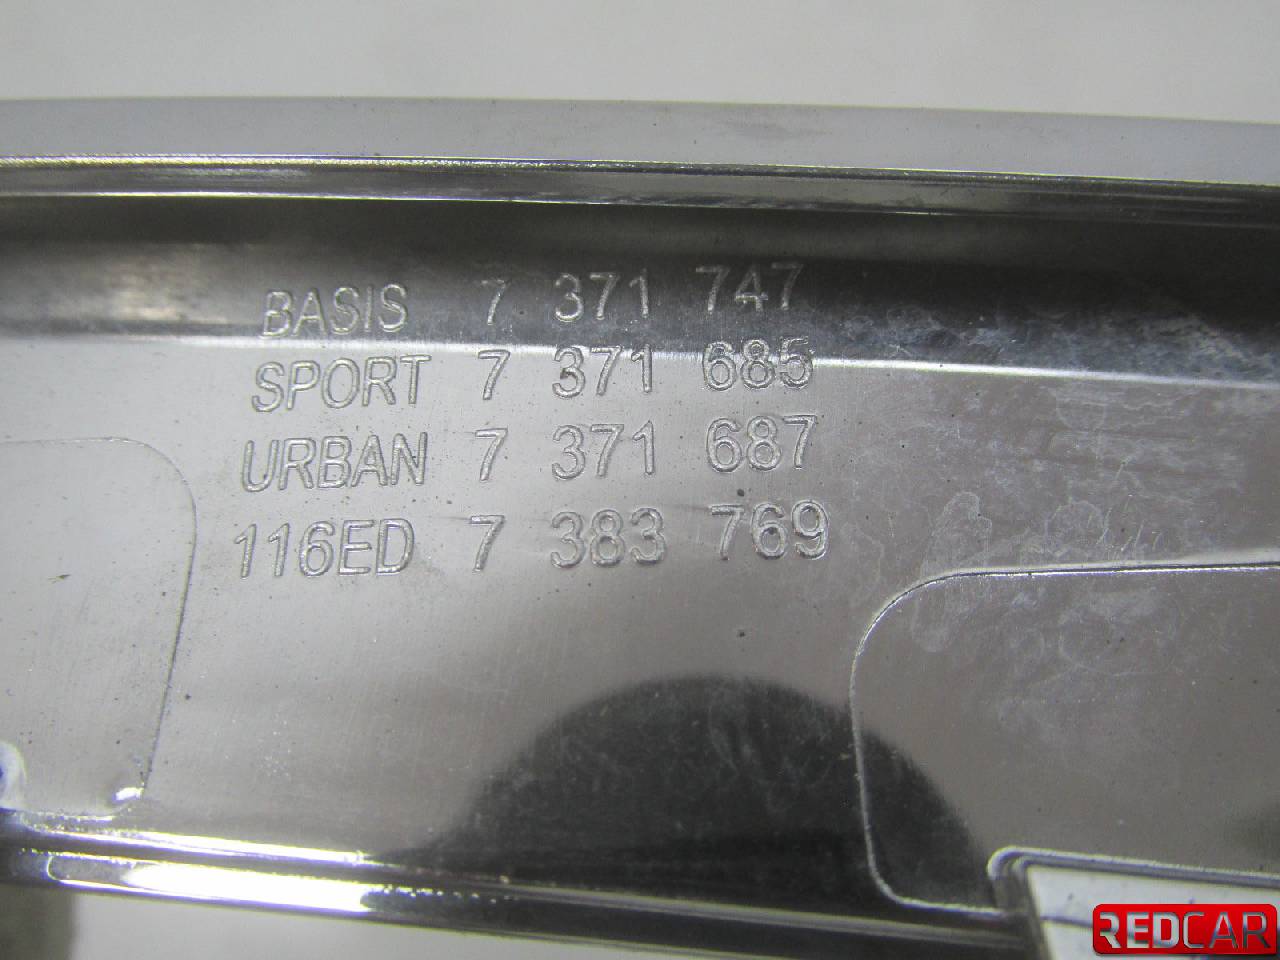 BASIS 7 371 747
SPORT 7 371 685
URBAN 7 371 687
116ED 7 383 769
REDCAR